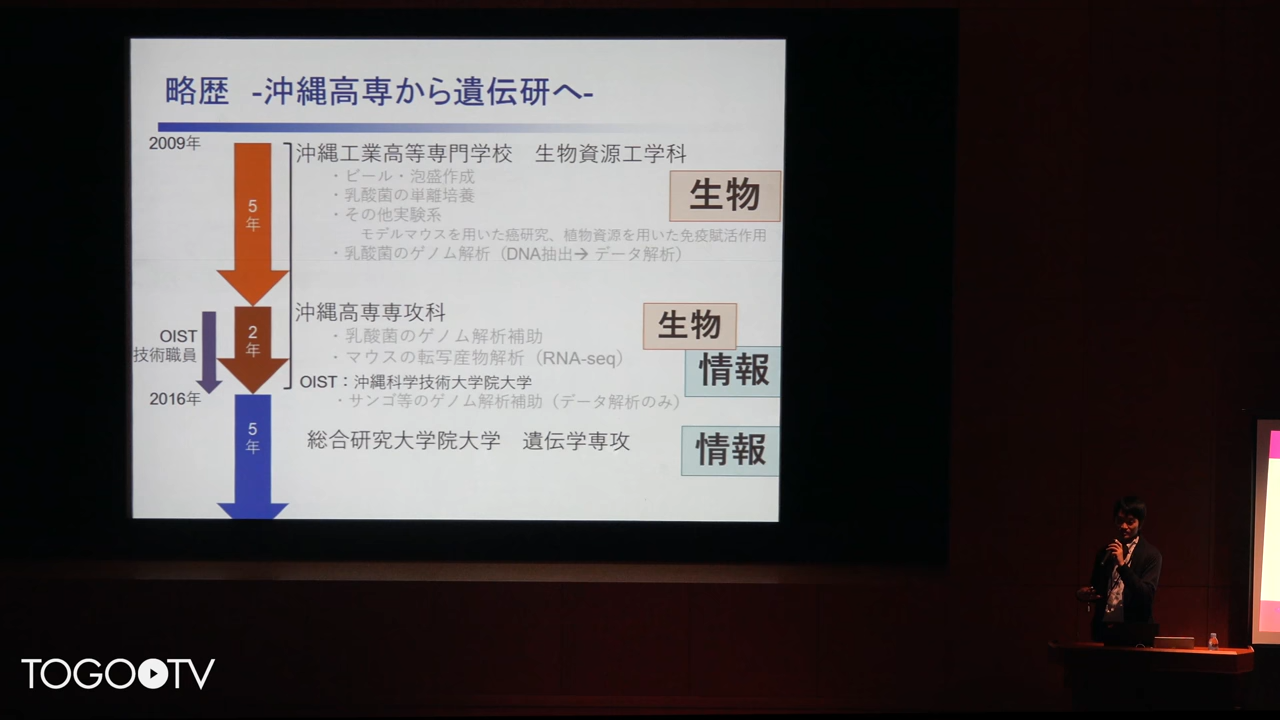 略歴 -沖縄高専から遺伝研へ-
2009年
沖縄工業高等専門学校 生物資源工学科
・ビール・泡盛作成
・乳酸菌の単離培養
・その他実験系
モデルマウスを用いた癌研究、植物資源を用いた免疫賦活作用
・乳酸菌のゲノム解析（DNA抽出→ データ解析）
生物
5
年
沖縄高専専攻科
・乳酸菌のゲノム解析補助
・マウスの転写産物解析（RNA-seq）
生物
情報
2
年
OIST
技術職員
OIST：沖縄科学技術大学院大学
・サンゴ等のゲノム解析補助（データ解析のみ）
2016年
5
年
総合研究大学院大学 遺伝学専攻
情報
TOGOTV